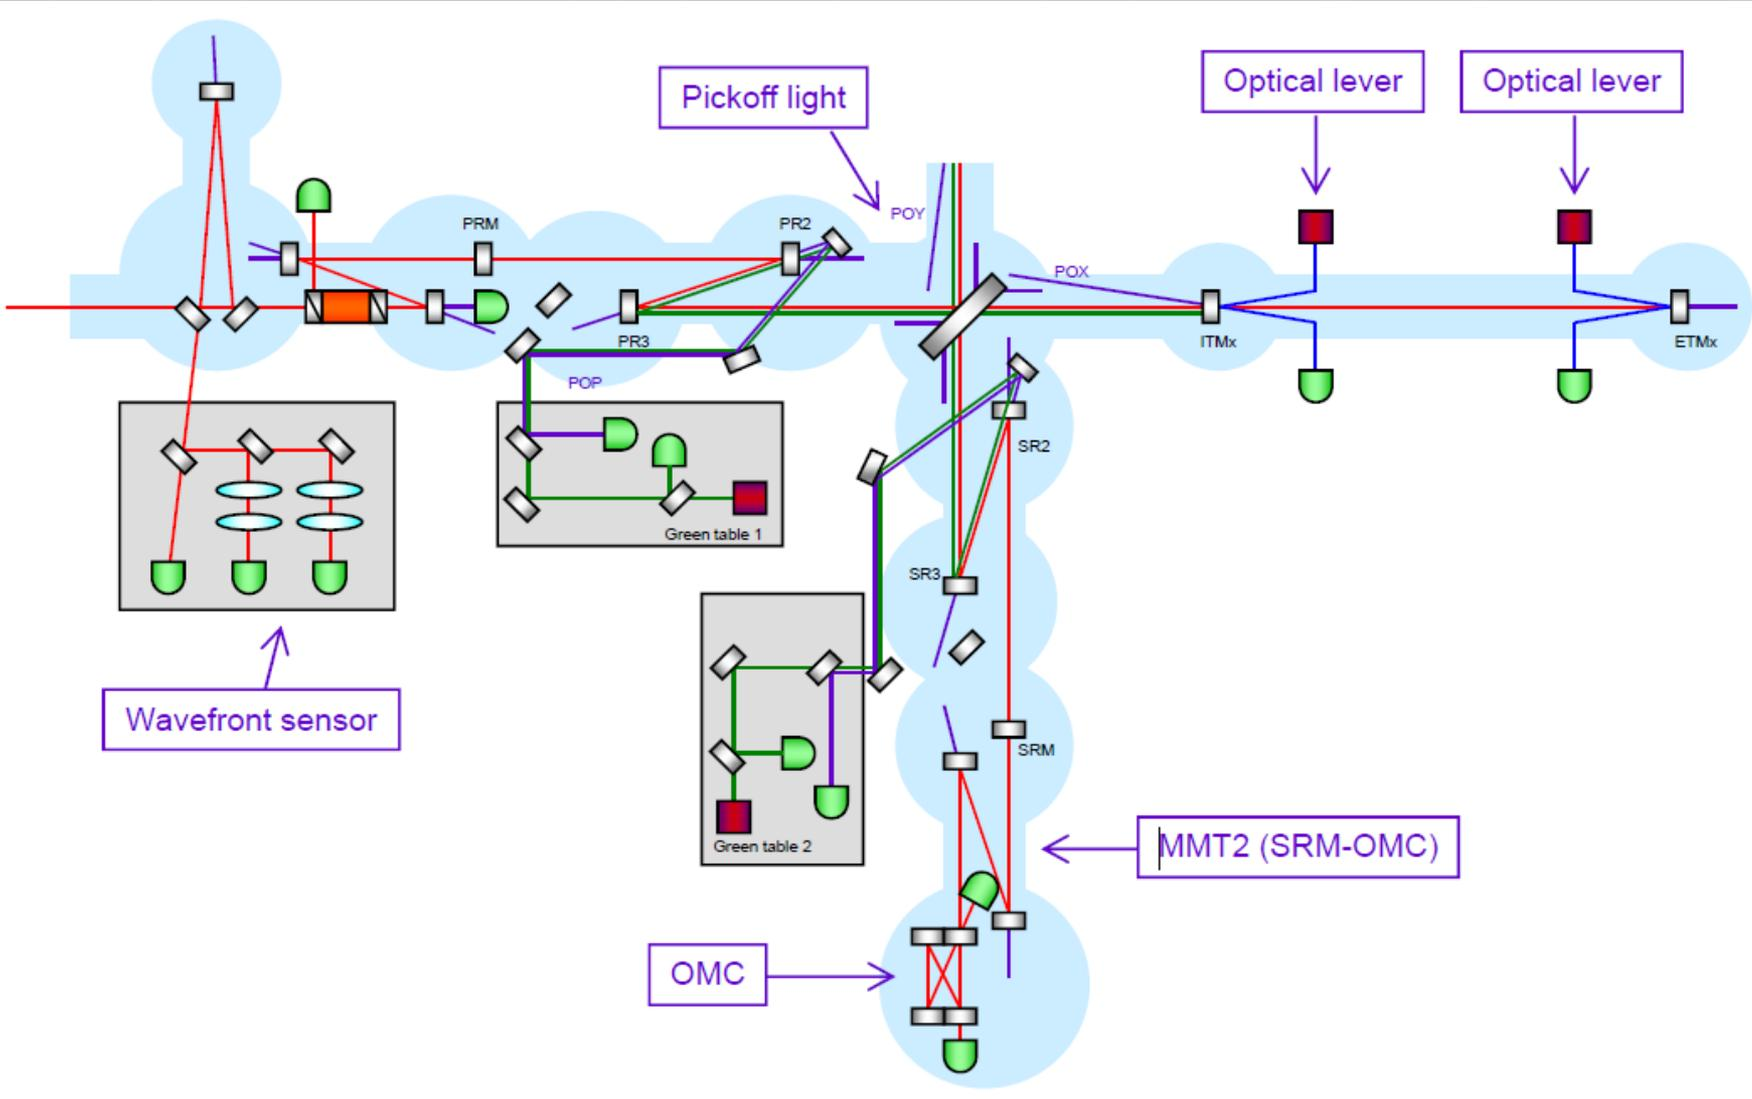 Optical lever
Optical lever
Pickoff light
POY
PRM
PR2
POX
PR3
ITMx
ETMx
POP
SR2
Green table 1
SR3
Wavefront sensor
SRM
Green table 2
MMT2 (SRM-OMC)
OMC